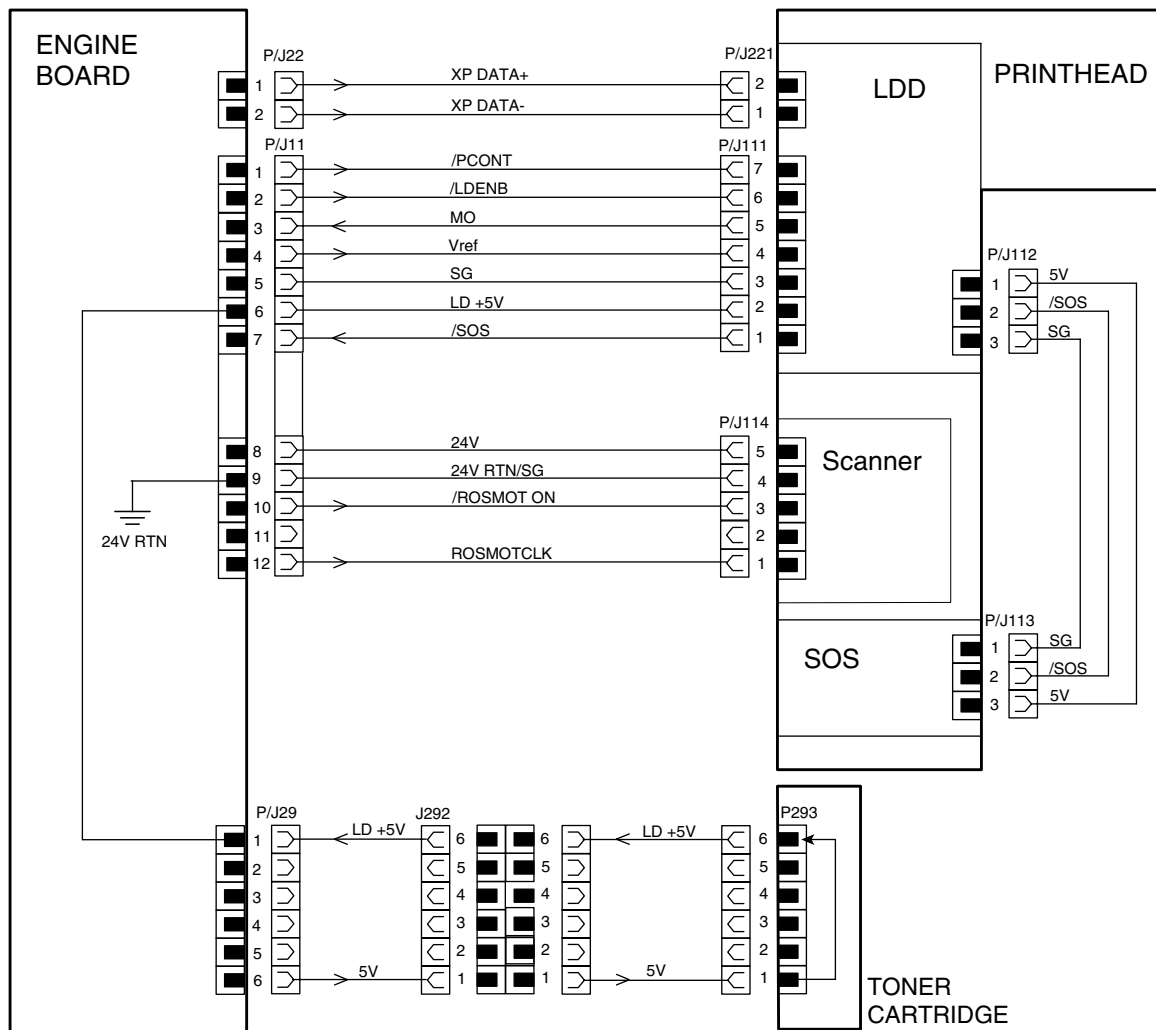 ENGINE
BOARD
P/J22
P/J221
LDD
PRINTHEAD
1 XP DATA+ 2
2 XP DATA- 1
P/J11
P/J111
1 /PCONT 7
2 /LDENB 6
3 MO 5
4 Vref 4
5 SG 3
6 LD +5V 2
7 /SOS 1
P/J112
1 5V
2 /SOS
3 SG
P/J114
8 24V 5
9 24V RTN/SG 4
10 /ROSMOT ON 3
11 2
12 ROSMOTCLK 1
Scanner
24V RTN
P/J113
SOS
1 SG
2 /SOS
3 5V
P/J29 J292 P293
1 LD +5V 6 6 LD +5V 6
2 5 5 5
3 4 4 4
4 3 3 3
5 2 2 2
6 5V 1 1 5V 1
TONER
CARTRIDGE